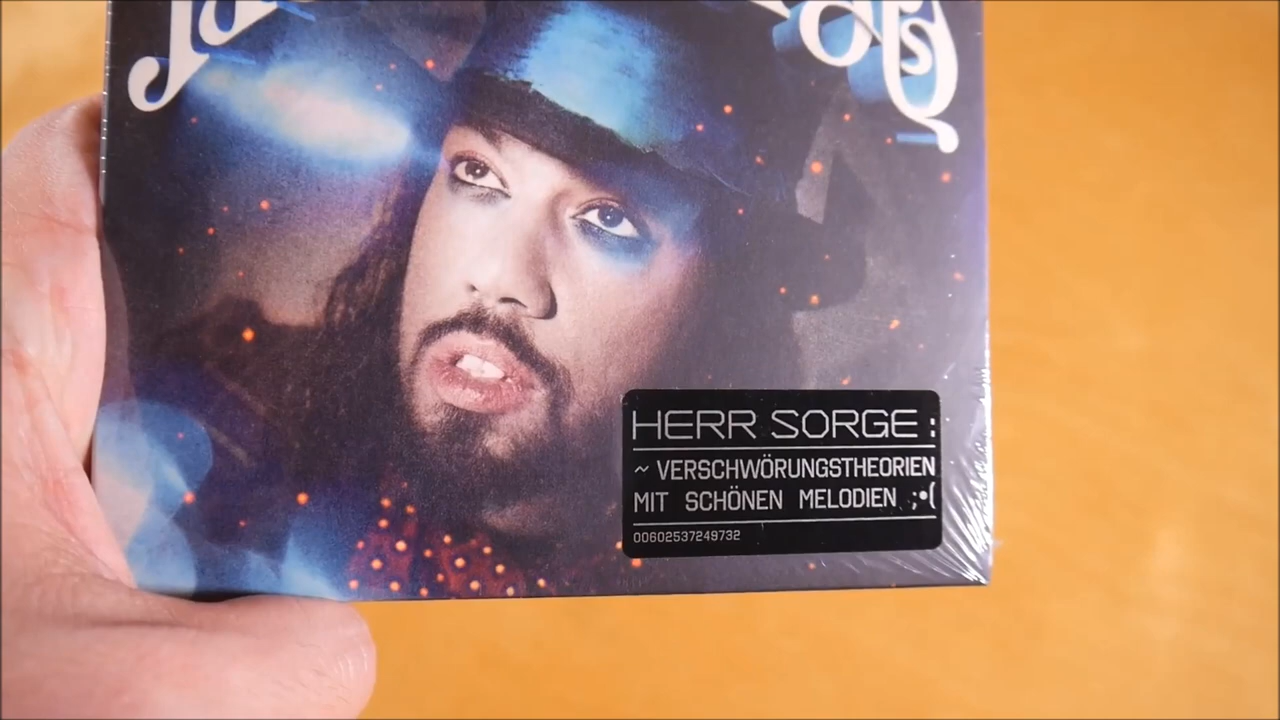 HERR SORGE:
~ VERSCHWÖRUNGSTHEORIEN
MIT SCHÖNEN MELODIEN ;•(
00602537249732